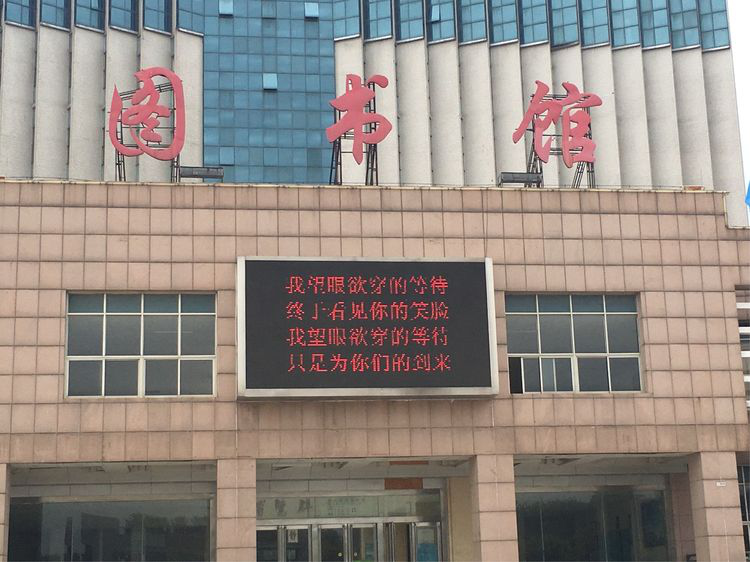 图书馆
我望眼欲穿的等待
终于看见你的笑脸
我望眼欲穿的等待
只是为你们的到来